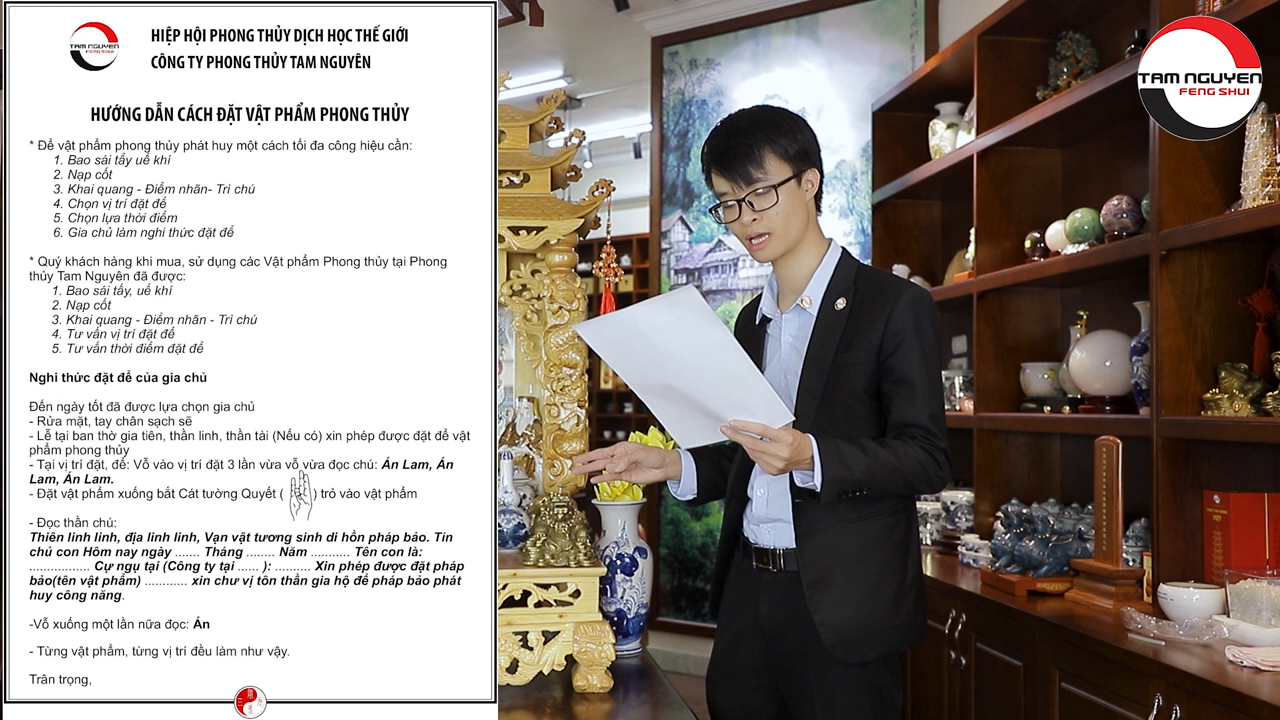 TAM NGUYEN
FENG SHUI
HIỆP HỘI PHONG THỦY DỊCH HỌC THẾ GIỚI
CÔNG TY PHONG THỦY TAM NGUYÊN
HƯỚNG DẪN CÁCH ĐẶT VẬT PHẨM PHONG THỦY
* Để vật phẩm phong thủy phát huy một cách tối đa công hiệu cần:
1. Bao sái tẩy uế khí
2. Nạp cốt
3. Khai quang - Điểm nhãn- Trì chú
4. Chọn vị trí đặt để
5. Chọn lựa thời điểm
6. Gia chủ làm nghi thức đặt để
* Quý khách hàng khi mua, sử dụng các Vật phẩm Phong thủy tại Phong
thủy Tam Nguyên đã được:
1. Bao sái tẩy, uế khí
2. Nạp cốt
3. Khai quang - Điểm nhãn - Trì chú
4. Tư vấn vị trí đặt để
5. Tư vấn thời điểm đặt để
Nghi thức đặt để của gia chủ
Đến ngày tốt đã được lựa chọn gia chủ
- Rửa mặt, tay chân sạch sẽ
- Lễ tại ban thờ gia tiên, thần linh, thần tài (Nếu có) xin phép được đặt để vật
phẩm phong thủy
- Tại vị trí đặt, để: Vỗ vào vị trí đặt 3 lần vừa vỗ vừa đọc chú: Án Lam, Án
Lam, Án Lam.
- Đặt vật phẩm xuống bắt Cát tường Quyết ( ) trỏ vào vật phẩm
- Đọc thần chú:
Thiên linh linh, địa linh linh, Vạn vật tương sinh di hồn pháp bảo. Tín
chủ con Hôm nay ngày ....... Tháng ........ Năm ........... Tên con là:
................. Cự ngụ tại (Công ty tại ...... ): .......... Xin phép được đặt pháp
bảo(tên vật phẩm) ............ xin chư vị tôn thần gia hộ để pháp bảo phát
huy công năng.
-Vỗ xuống một lần nữa đọc: Án
- Từng vật phẩm, từng vị trí đều làm như vậy.
Trân trọng,
TAM NGUYEN
FENG SHUI